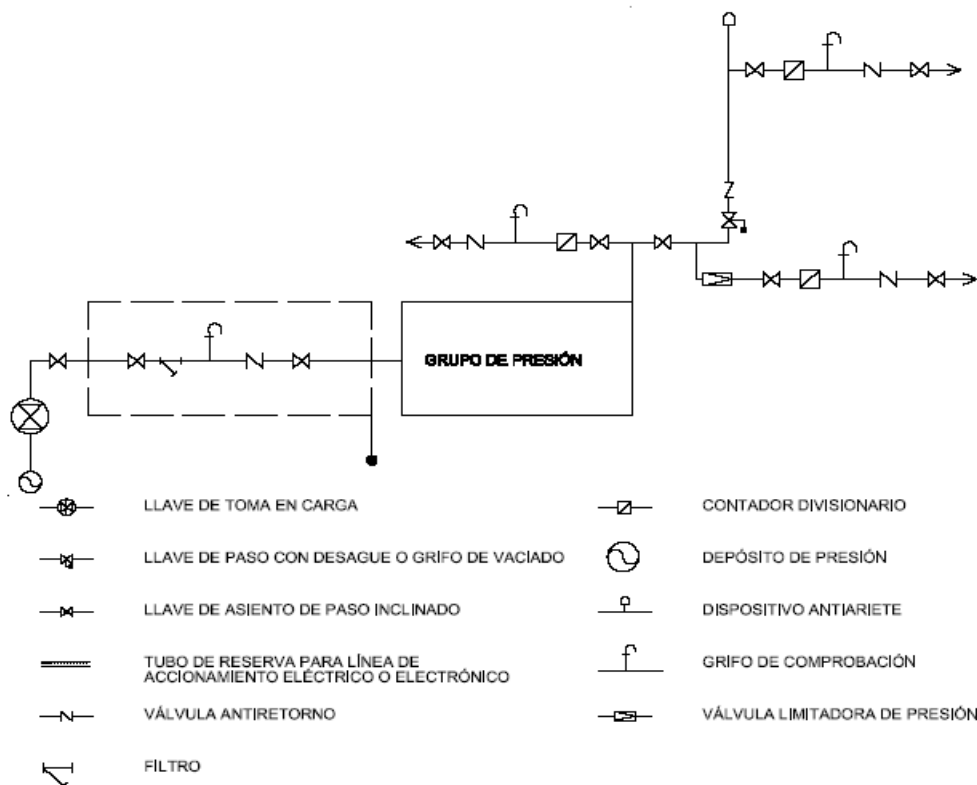 GRUPO DE PRESIÓN
LLAVE DE TOMA EN CARGA
LLAVE DE PASO CON DESAGUE O GRIFO DE VACIADO
LLAVE DE ASIENTO DE PASO INCLINADO
TUBO DE RESERVA PARA LÍNEA DE
ACCIONAMIENTO ELÉCTRICO O ELECTRÓNICO
VÁLVULA ANTIRETORNO
FILTRO
CONTADOR DIVISIONARIO
DEPÓSITO DE PRESIÓN
DISPOSITIVO ANTIARIETE
GRIFO DE COMPROBACIÓN
VÁLVULA LIMITADORA DE PRESIÓN